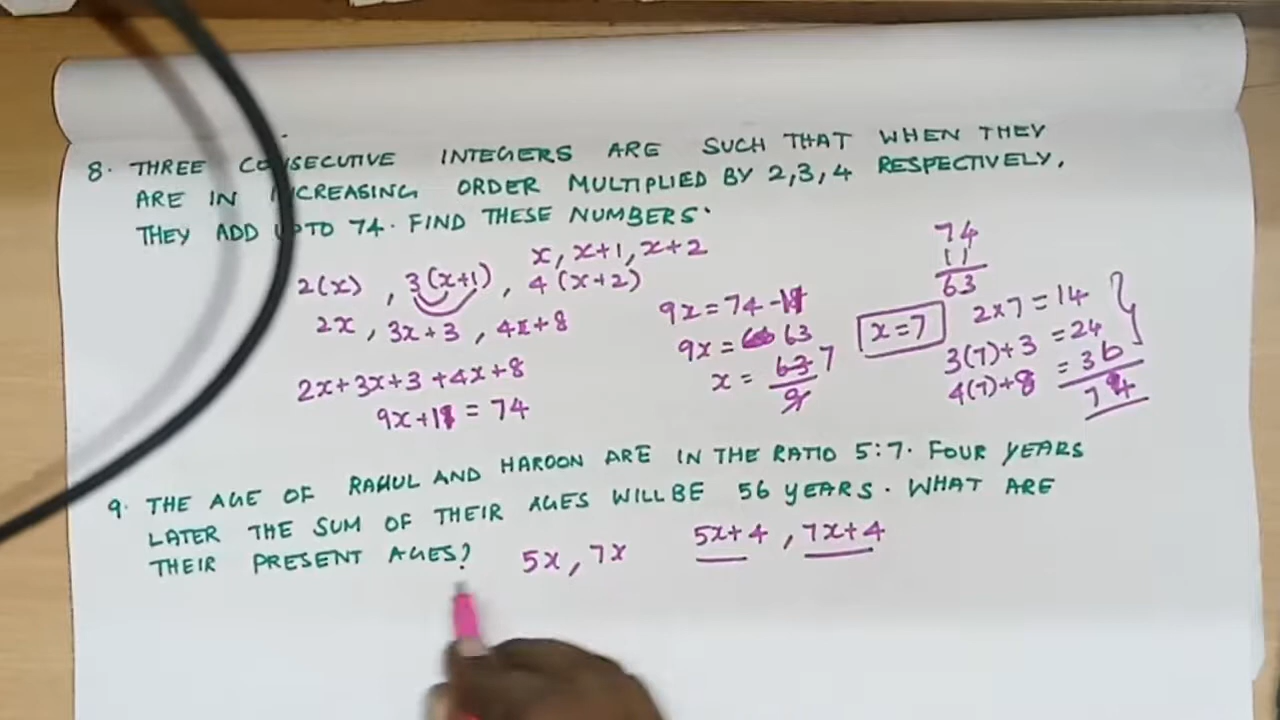 8. THREE CONSECUTIVE INTEGERS ARE SUCH THAT WHEN THEY
ARE IN INCREASING ORDER MULTIPLIED BY 2,3,4 RESPECTIVELY,
THEY ADD UPTO 74. FIND THESE NUMBERS.
x, x+1, x+2
2(x) , 3(x+1) , 4(x+2)
2x , 3x+3 , 4x+8
2x+3x+3+4x+8
9x+11 = 74
9x = 74-11
9x = 63
x = 63 7
9
x=7
74
11
63
2x7 = 14
3(7)+3 = 24
4(7)+8 = 36
74
9. THE AGE OF RAHUL AND HAROON ARE IN THE RATIO 5:7. FOUR YEARS
LATER THE SUM OF THEIR AGES WILL BE 56 YEARS. WHAT ARE
THEIR PRESENT AGES? 5x, 7x 5x+4 , 7x+4